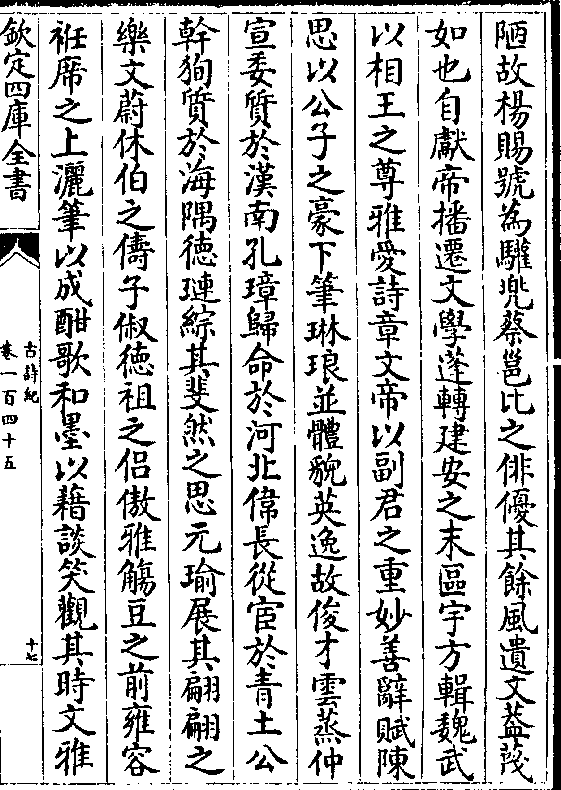 陋故楊賜號為驩兠蔡邕比之俳優其餘風遺文葢蔑
如也自獻帝播遷文學蓬轉建安之末區宇方輯魏武
以相王之尊雅愛詩章文帝以副君之重妙善辭賦陳
思以公子之豪下筆琳琅並體貌英逸故俊才雲蒸仲
宣委質於漢南孔璋歸命於河北偉長從宦於青土公
幹狥質於海隅徳璉綜其斐然之思元瑜展其翩翩之
樂文蔚休伯之儔子俶徳祖之侣傲雅觴豆之前雍容
袵席之上灑筆以成酣歌和墨以藉談笑觀其時文雅
欽定四庫全書
古詩紀
卷一百四十五
十七